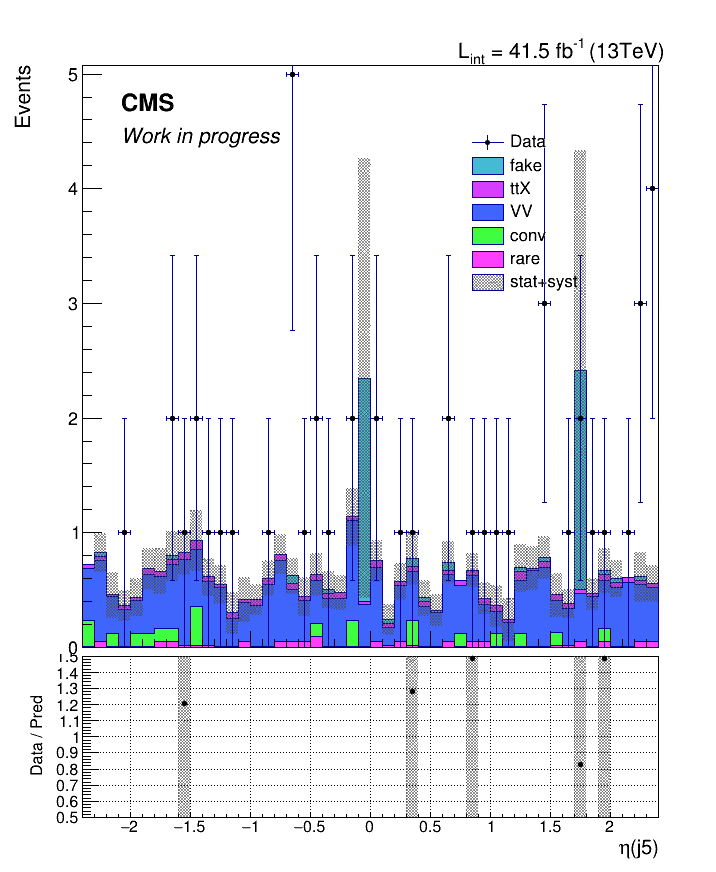 L_int = 41.5 fb^-1 (13TeV)
Events
CMS
Work in progress
Data
fake
ttX
VV
conv
rare
stat+syst
5
4
3
2
1
0
Data / Pred
1.5
1.4
1.3
1.2
1.1
1
0.9
0.8
0.7
0.6
0.5
−2 −1.5 −1 −0.5 0 0.5 1 1.5 2
η(j5)